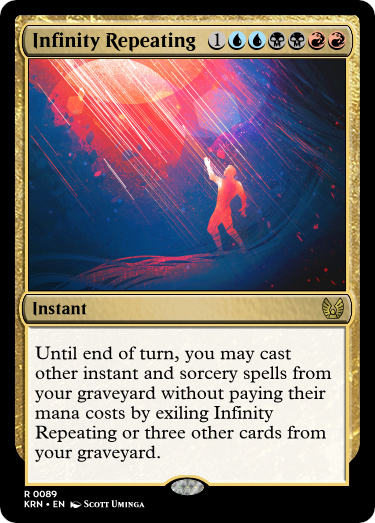 Infinity Repeating 1
Instant
Until end of turn, you may cast
other instant and sorcery spells from
your graveyard without paying their
mana costs by exiling Infinity
Repeating or three other cards from
your graveyard.
R 0089
KRN • EN Scott Uminga